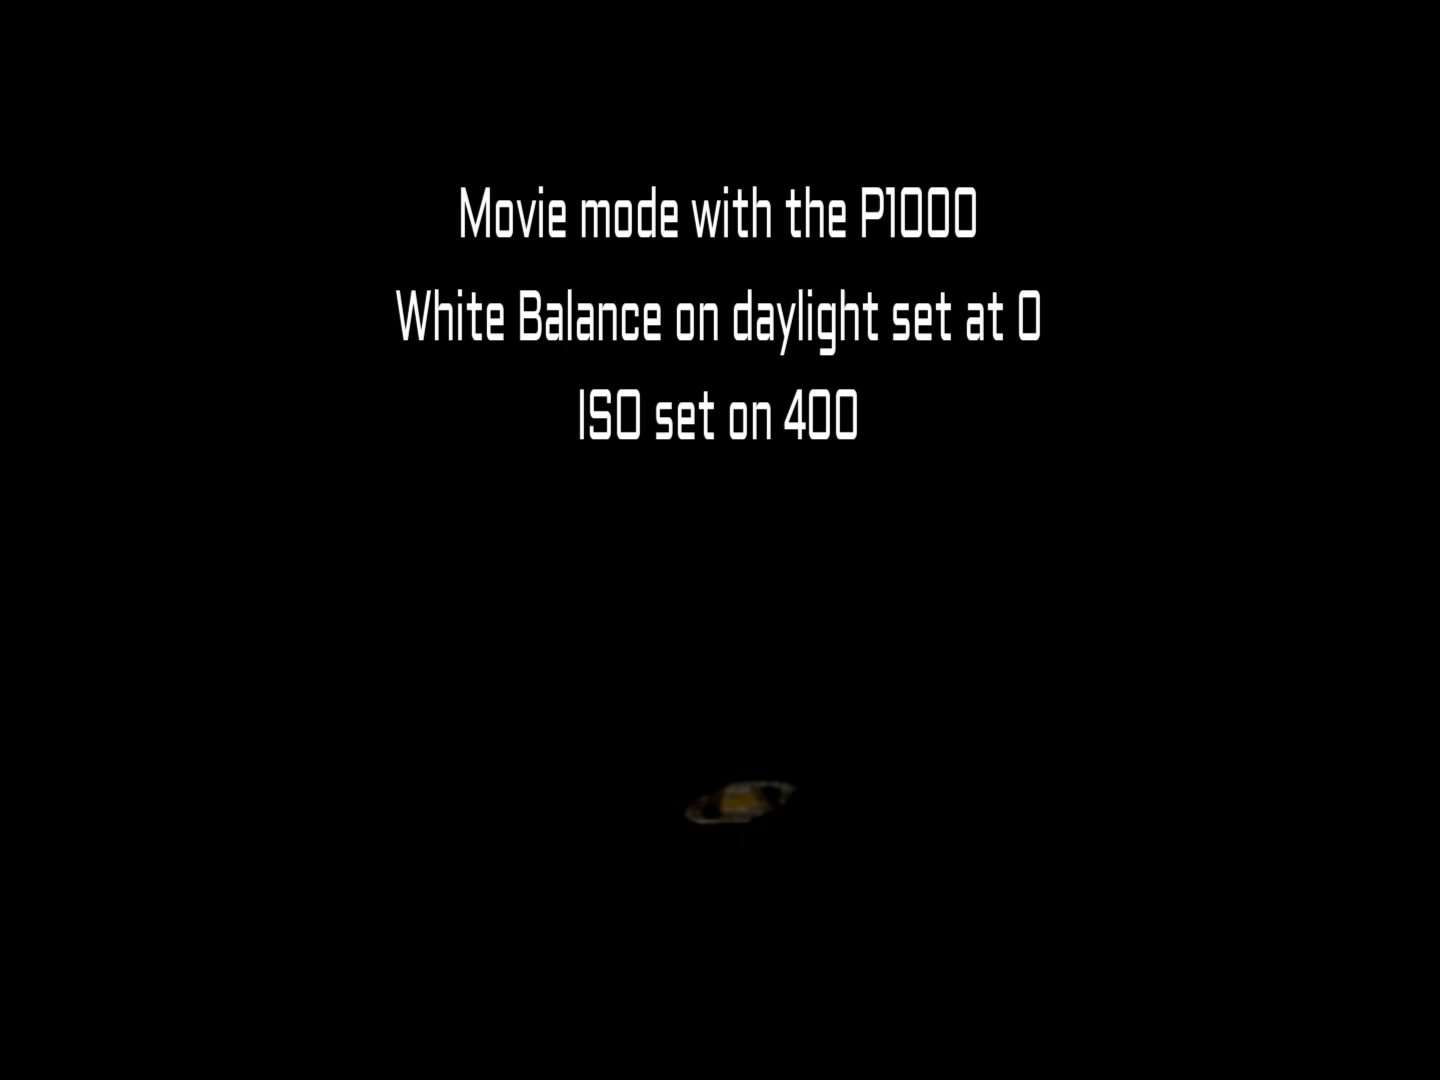 Movie mode with the P1000
White Balance on daylight set at 0
ISO set on 400